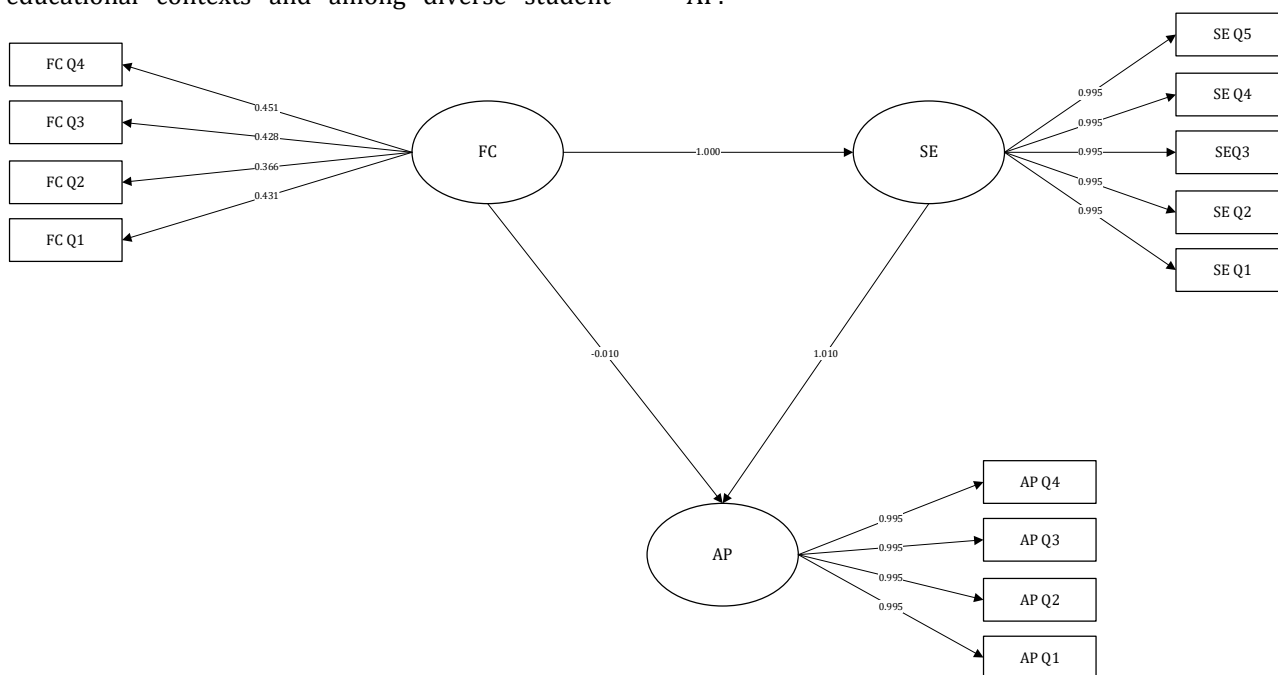 educational contexts and among diverse student
AP.
SE Q5
FC Q4
SE Q4
0.995
0.451
FC Q3
0.995
0.428
FC
1.000
SE
0.995
SEQ3
0.366
FC Q2
0.995
0.431
SE Q2
0.995
FC Q1
SE Q1
-0.010
1.010
AP Q4
0.995
AP Q3
0.995
AP
0.995
AP Q2
0.995
AP Q1